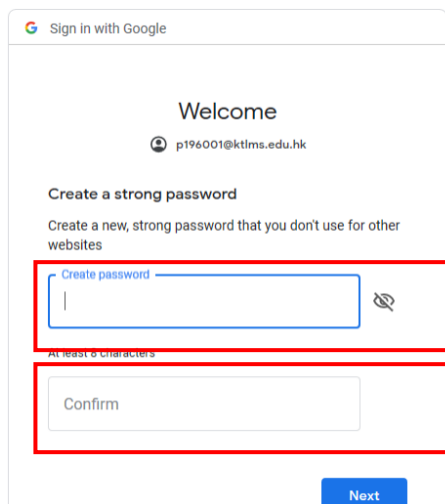 Sign in with Google
Welcome
p196001@ktlms.edu.hk
Create a strong password
Create a new, strong password that you don't use for other
websites
Create password
At least 8 characters
Confirm
Next